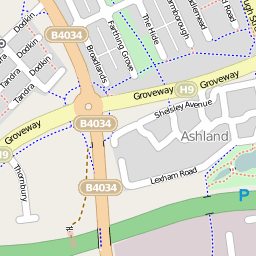 Dodkin
Tandra
Dodkin
Tandra
B4034
Broadlands
Farthing Grove
The Hide
Groveway
H9
Groveway
Shelsley Avenue
Groveway
B4034
Ashland
H9
Thornbury
Lexham Road
B4034
P